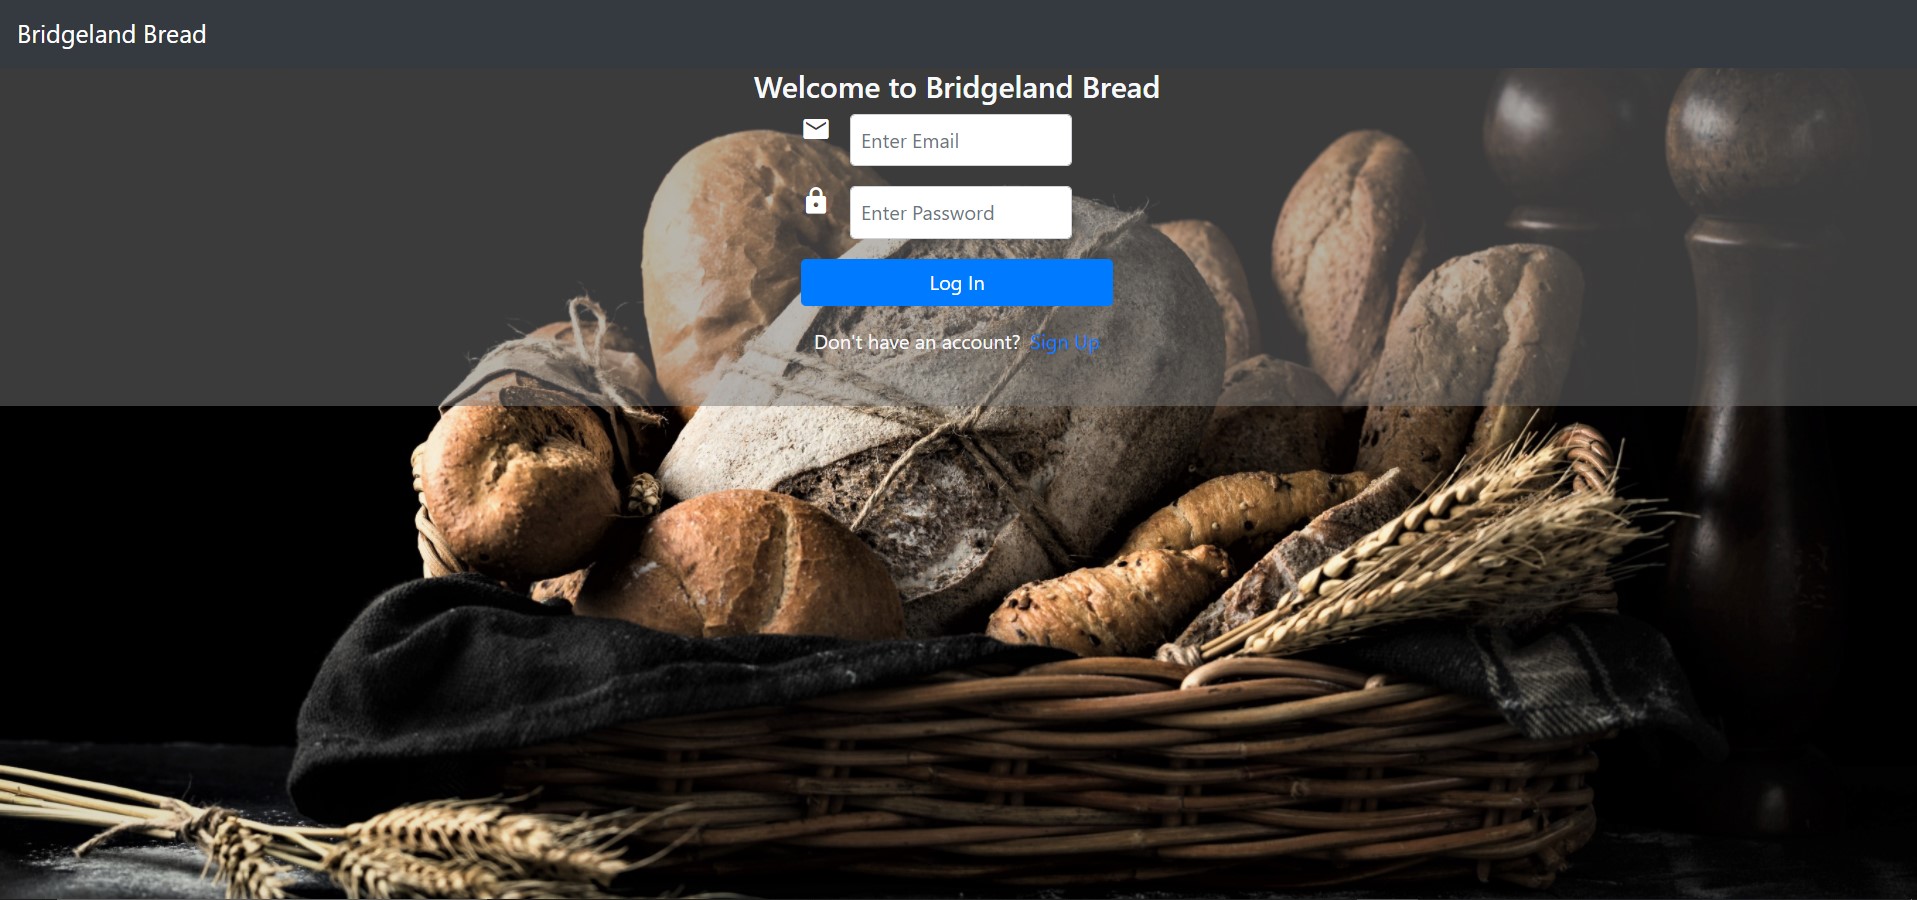 Bridgeland Bread
Welcome to Bridgeland Bread
Enter Email
Enter Password
Log In
Don't have an account? Sign Up